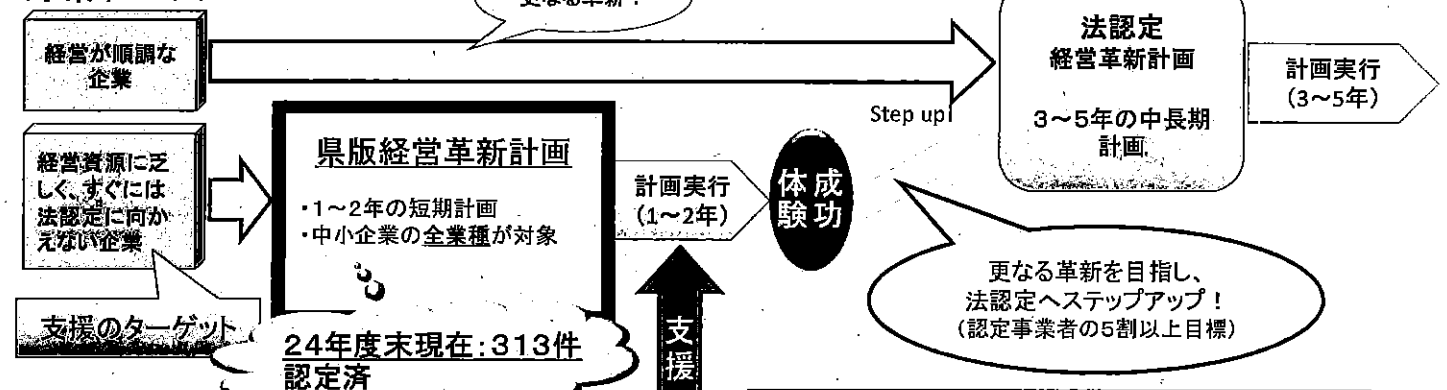 更なる革新！
経営が順調な
企業
法認定
経営革新計画
3～5年の中長期
計画
計画実行
（3～5年）
Step up
経営資源に乏
しく、すぐには
法認定に向か
えない企業
県版経営革新計画
・1～2年の短期計画
・中小企業の全業種が対象
計画実行
（1～2年）
成功
体験
更なる革新を目指し、
法認定へステップアップ！
（認定事業者の5割以上目標）
支援のターゲット
24年度末現在：313件
認定済
支援